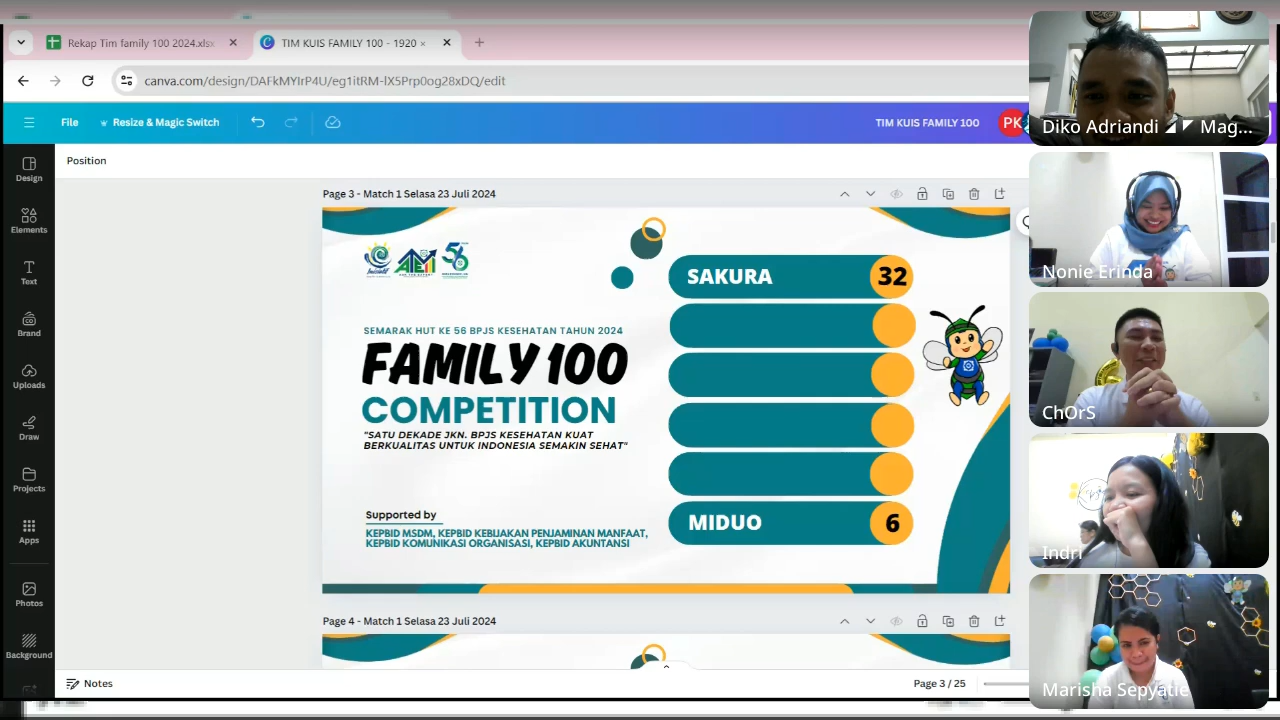 Rekap Tim family 100 2024.xls
TIM KUIS FAMILY 100 - 1920
canva.com/design/DAFkMYIrP4U/eg1itRM-lX5Prp0og28xDQ/edit
File
Resize & Magic Switch
TIM KUIS FAMILY 100
PK
Position
Design
Elements
Text
Brand
Uploads
Draw
Projects
Apps
Photos
Background
Page 3 - Match 1 Selasa 23 Juli 2024
56
SEMARAK HUT KE 56 BPJS KESEHATAN TAHUN 2024
FAMILY 100
COMPETITION
"SATU DEKADE JKN. BPJS KESEHATAN KUAT
BERKUALITAS UNTUK INDONESIA SEMAKIN SEHAT"
Supported by
KEPBID MSDM, KEPBID KEBIJAKAN PENJAMINAN MANFAAT,
KEPBID KOMUNIKASI ORGANISASI, KEPBID AKUNTANSI
SAKURA 32
MIDUO 6
Page 4 - Match 1 Selasa 23 Juli 2024
Notes
Page 3 / 25
Diko Adriandi ◢ ◤ Mag...
Nonie Erinda
ChOrS
Indri
Marisha Sepyatie